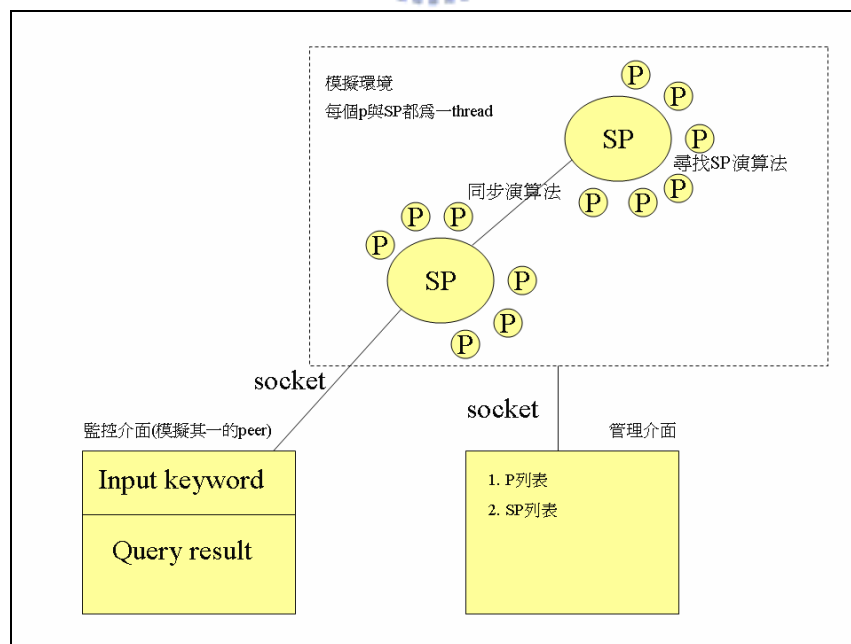 模擬環境
每個p與SP都爲一thread
P
P
SP
P
尋找SP演算法
P
P
P
同步演算法
P
P
P
SP
P
P
P
socket
socket
監控介面(模擬其一的peer)
管理介面
Input keyword
Query result
1. P列表
2. SP列表